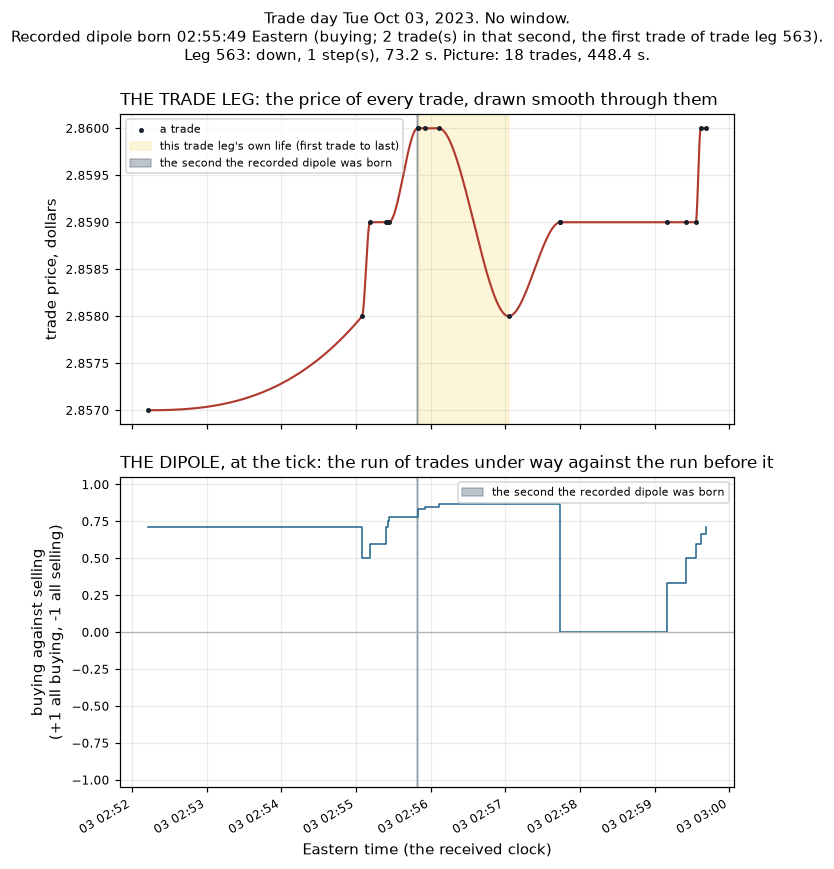 Trade day Tue Oct 03, 2023. No window.
Recorded dipole born 02:55:49 Eastern (buying; 2 trade(s) in that second, the first trade of trade leg 563).
Leg 563: down, 1 step(s), 73.2 s. Picture: 18 trades, 448.4 s.
THE TRADE LEG: the price of every trade, drawn smooth through them
a trade
this trade leg's own life (first trade to last)
the second the recorded dipole was born
trade price, dollars
2.8600
2.8595
2.8590
2.8585
2.8580
2.8575
2.8570
THE DIPOLE, at the tick: the run of trades under way against the run before it
the second the recorded dipole was born
buying against selling
(+1 all buying, -1 all selling)
1.00
0.75
0.50
0.25
0.00
−0.25
−0.50
−0.75
−1.00
03 02:52
03 02:53
03 02:54
03 02:55
03 02:56
03 02:57
03 02:58
03 02:59
03 03:00
Eastern time (the received clock)